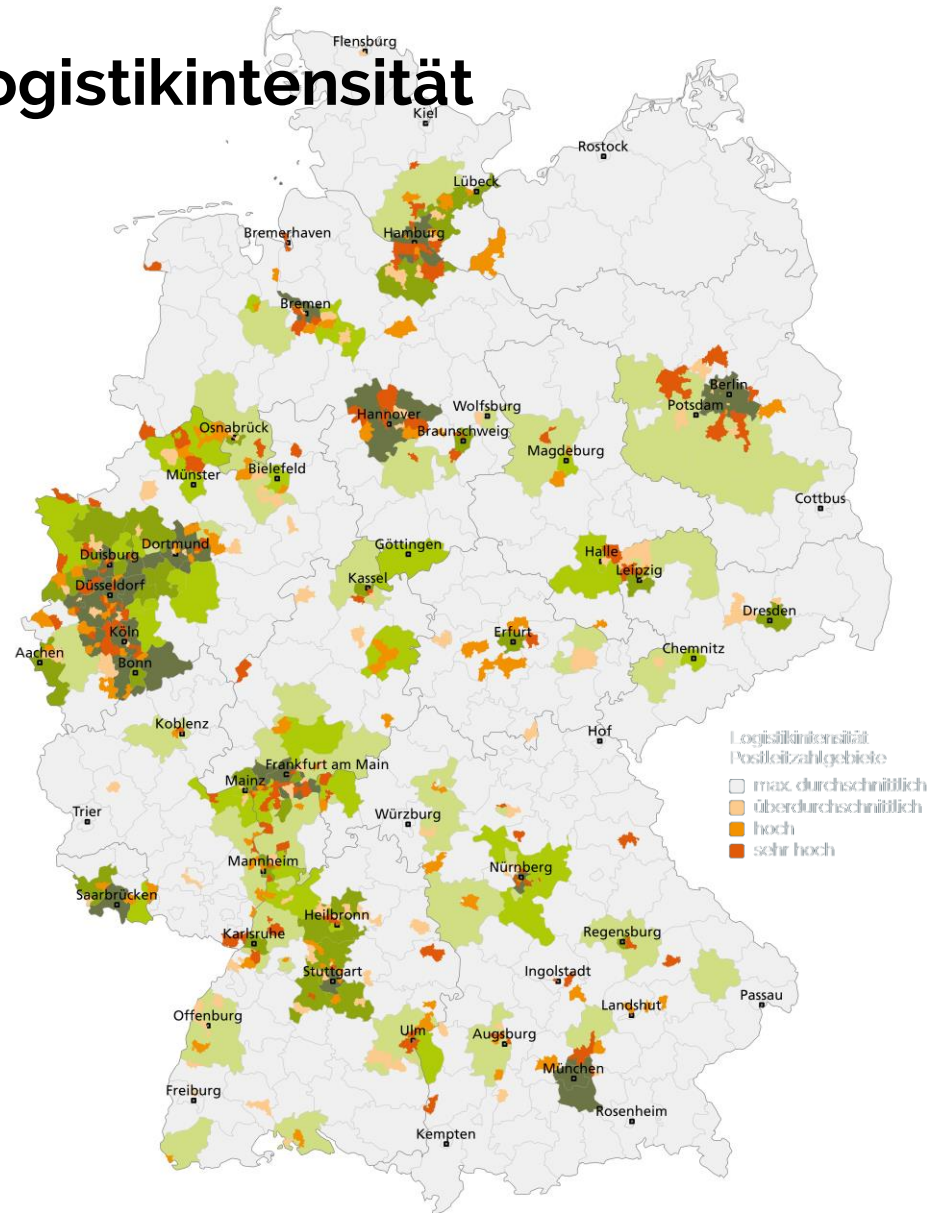 ogistikintensität
Flensburg
Kiel
Rostock
Lübeck
Bremerhaven
Hamburg
Bremen
Berlin
Potsdam
Wolfsburg
Hannover
Osnabrück
Braunschweig
Magdeburg
Bielefeld
Münster
Cottbus
Dortmund
Göttingen
Duisburg
Halle
Leipzig
Kassel
Düsseldorf
Dresden
Köln
Erfurt
Aachen
Chemnitz
Bonn
Koblenz
Hof
Logistikintensität
Postleitzahlgebiete
max. durchschnittlich
überdurchschnittlich
hoch
sehr hoch
Frankfurt am Main
Mainz
Trier
Würzburg
Mannheim
Nürnberg
Saarbrücken
Heilbronn
Karlsruhe
Regensburg
Stuttgart
Ingolstadt
Passau
Landshut
Offenburg
Ulm
Augsburg
München
Freiburg
Rosenheim
Kempten